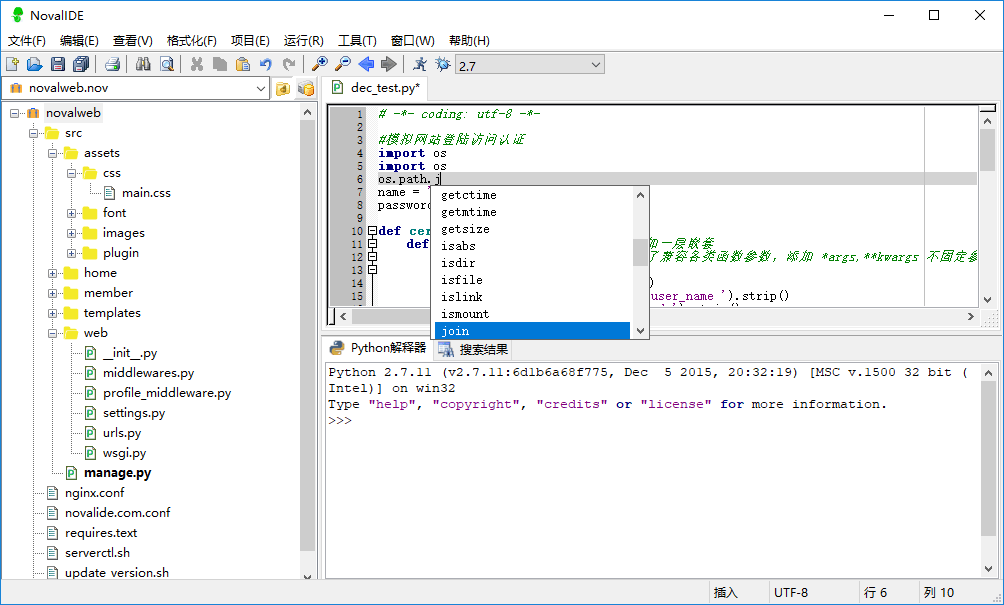 NovalIDE
文件(F) 编辑(E) 查看(V) 格式化(F) 项目(E) 运行(R) 工具(T) 窗口(W) 帮助(H)
2.7
novalweb.nov
dec_test.py*
novalweb
src
assets
css
main.css
font
images
plugin
home
member
templates
web
__init__.py
middlewares.py
profile_middleware.py
settings.py
urls.py
wsgi.py
manage.py
nginx.conf
novalide.com.conf
requires.text
serverctl.sh
update version.sh
1 # -*- coding: utf-8 -*-
2
3 #模拟网站登陆访问认证
4 import os
5 import os
6 os.path.j
7 name = '
8 password
9
10 def cer
11 def 加一层嵌套
12 了兼容各类函数参数，添加 *args,**kwargs 不固定参
13
14 )
15 user_name ').strip()
getctime
getmtime
getsize
isabs
isdir
isfile
islink
ismount
join
Python解释器 搜索结果
Python 2.7.11 (v2.7.11:6d1b6a68f775, Dec  5 2015, 20:32:19) [MSC v.1500 32 bit (
Intel)] on win32
Type "help", "copyright", "credits" or "license" for more information.
>>>
插入 UTF-8 行 6 列 10